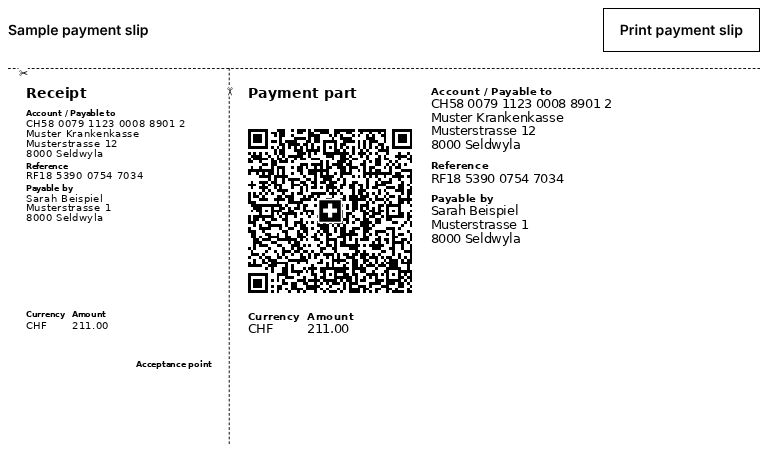 Sample payment slip
Print payment slip
Receipt
Account / Payable to
CH58 0079 1123 0008 8901 2
Muster Krankenkasse
Musterstrasse 12
8000 Seldwyla
Reference
RF18 5390 0754 7034
Payable by
Sarah Beispiel
Musterstrasse 1
8000 Seldwyla
Currency Amount
CHF 211.00
Acceptance point
Payment part
Currency Amount
CHF 211.00
Account / Payable to
CH58 0079 1123 0008 8901 2
Muster Krankenkasse
Musterstrasse 12
8000 Seldwyla
Reference
RF18 5390 0754 7034
Payable by
Sarah Beispiel
Musterstrasse 1
8000 Seldwyla